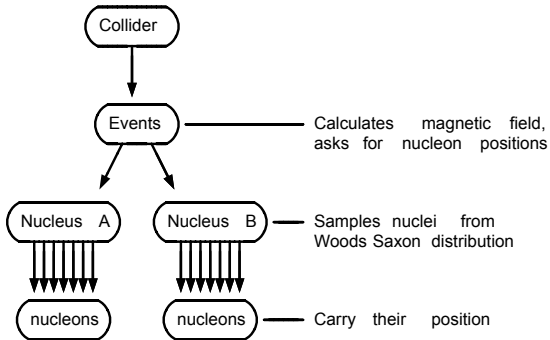 Collider
Events
Calculates magnetic field,
asks for nucleon positions
Nucleus A
Nucleus B
Samples nuclei from
Woods Saxon distribution
nucleons
nucleons
Carry their position